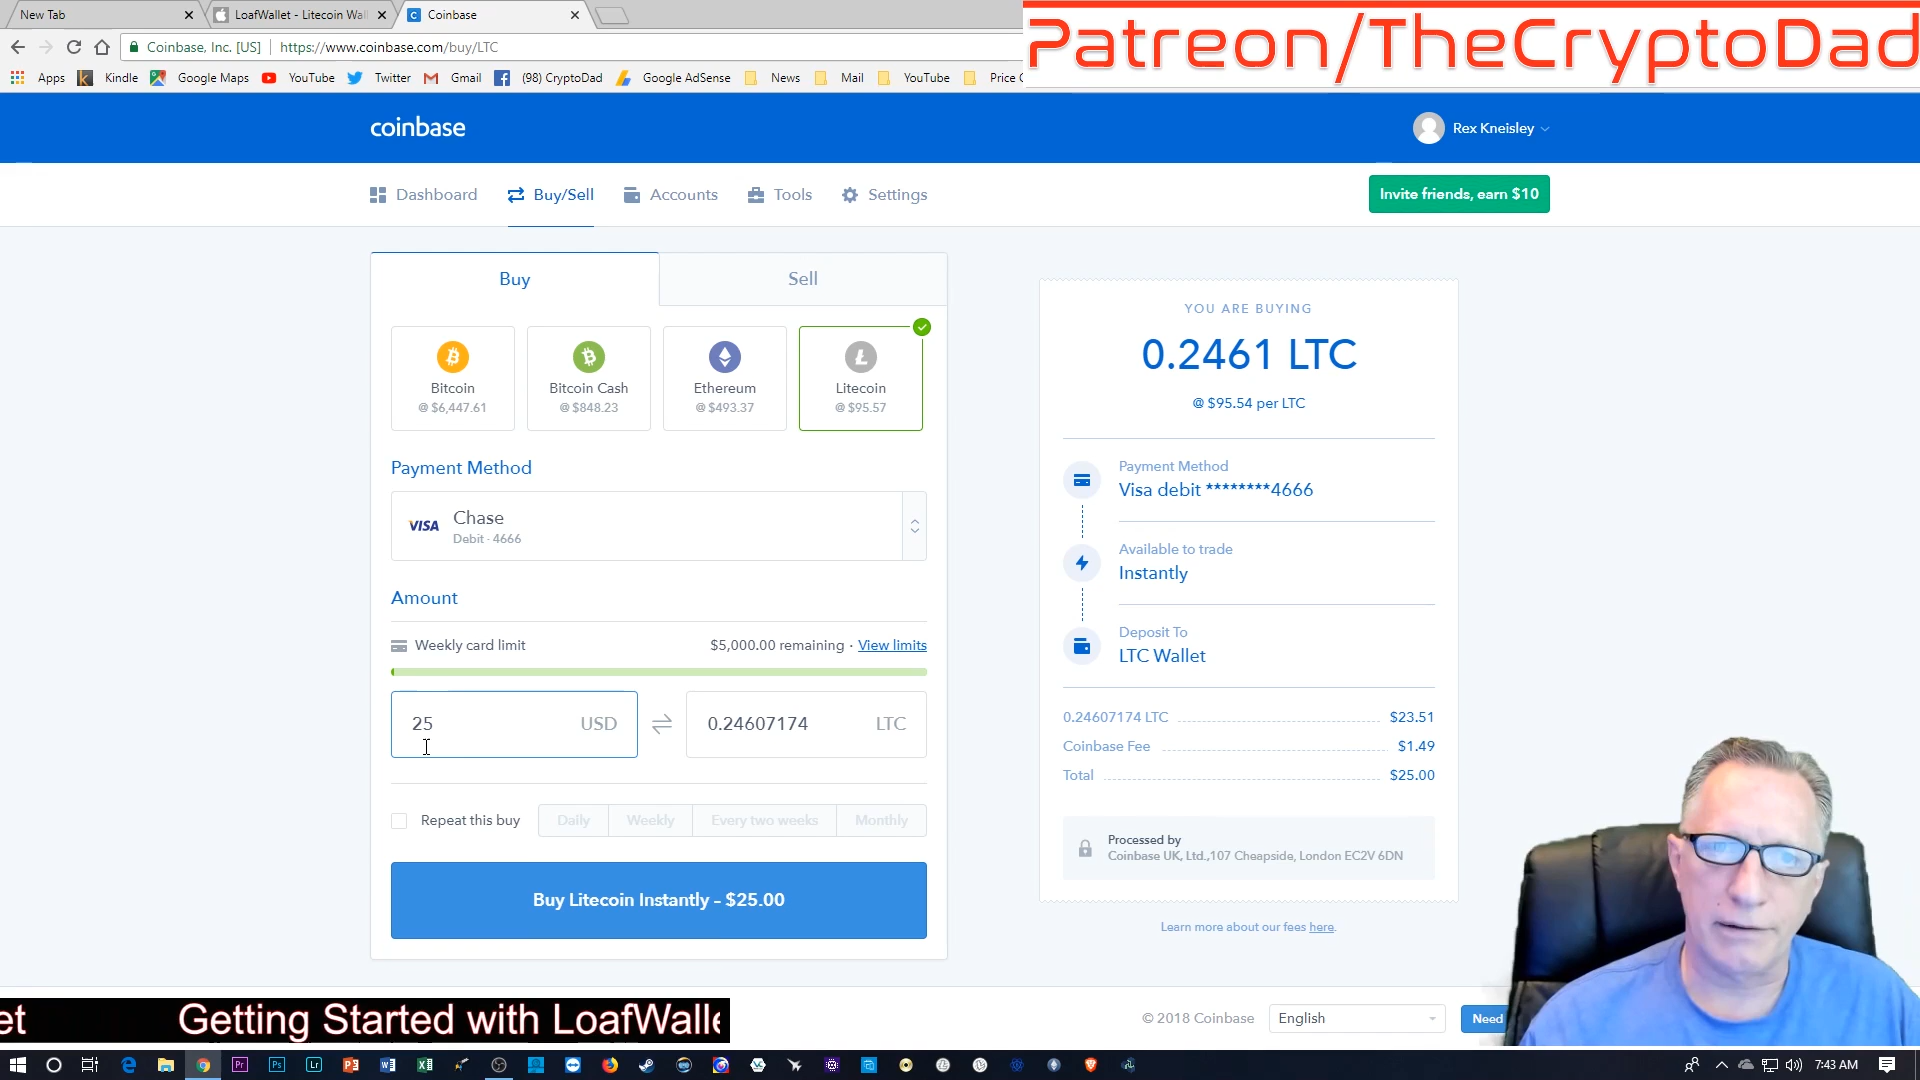 New Tab
LoafWallet - Litecoin Wal
Coinbase
Patreon/TheCryptoDad
Coinbase, Inc. [US]
https://www.coinbase.com/buy/LTC
Apps
Kindle
Google Maps
YouTube
Twitter
Gmail
(98) CryptoDad
Google AdSense
News
Mail
YouTube
Price C
coinbase
Rex Kneisley
Dashboard
Buy/Sell
Accounts
Tools
Settings
Invite friends, earn $10
Buy
Sell
Bitcoin
@ $6,447.61
Bitcoin Cash
@ $848.23
Ethereum
@ $493.37
Litecoin
@ $95.57
Payment Method
VISA
Chase
Debit · 4666
Amount
Weekly card limit
$5,000.00 remaining · View limits
25 USD
0.24607174 LTC
Repeat this buy
Daily
Weekly
Every two weeks
Monthly
Buy Litecoin Instantly – $25.00
YOU ARE BUYING
0.2461 LTC
@ $95.54 per LTC
Payment Method
Visa debit ********4666
Available to trade
Instantly
Deposit To
LTC Wallet
0.24607174 LTC $23.51
Coinbase Fee $1.49
Total $25.00
Processed by
Coinbase UK, Ltd.,107 Cheapside, London EC2V 6DN
Learn more about our fees here.
et
Getting Started with LoafWalle
© 2018 Coinbase
English
Need
7:43 AM